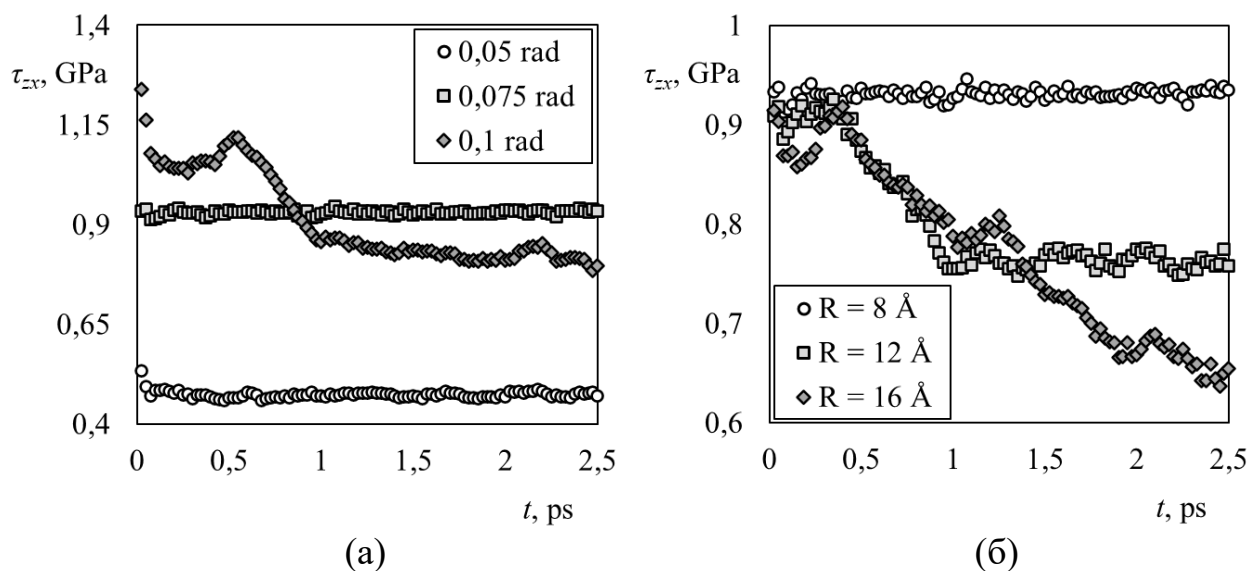 1,4
τzx, GPa
1,15
0,9
0,65
0,4
0,05 rad
0,075 rad
0,1 rad
0 0,5 1 1,5 2 2,5
t, ps
(а)
1
τzx, GPa
0,9
0,8
0,7
0,6
R = 8 Å
R = 12 Å
R = 16 Å
0 0,5 1 1,5 2 2,5
t, ps
(б)